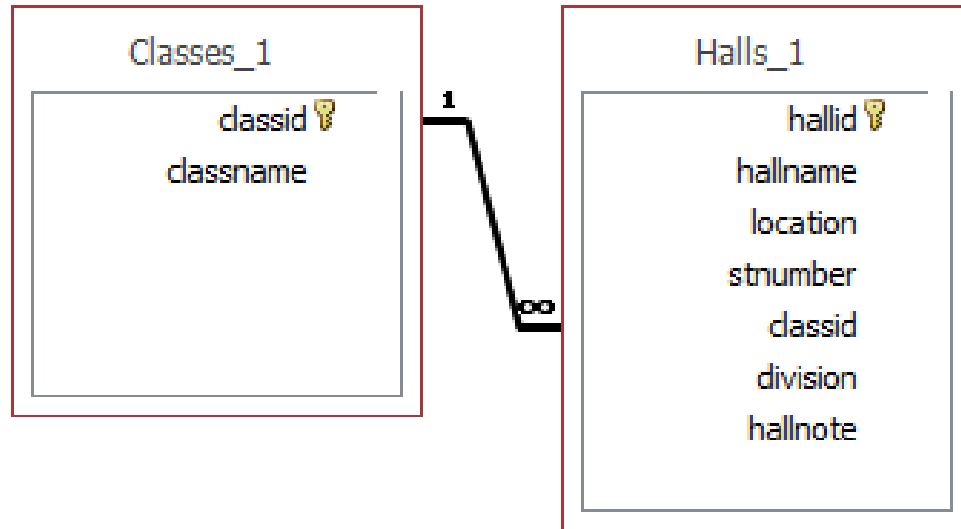 Classes_1
classid
classname
1
∞
Halls_1
hallid
hallname
location
stnumber
classid
division
hallnote